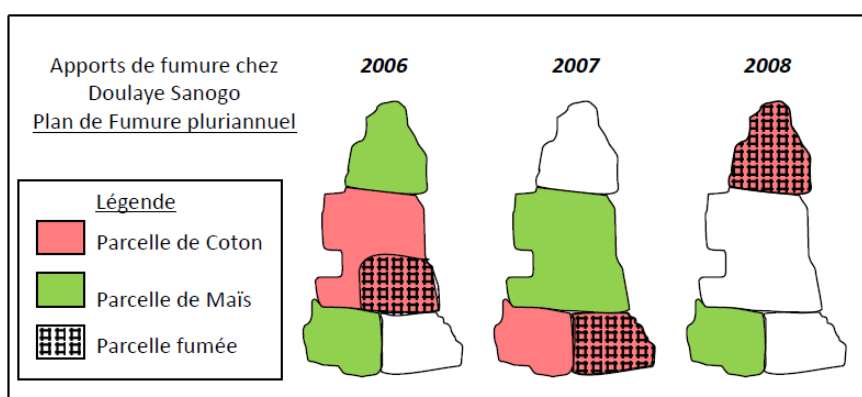 Apports de fumure chez
Doulaye Sanogo
Plan de Fumure pluriannuel
2006
2007
2008
Légende
Parcelle de Coton
Parcelle de Maïs
Parcelle fumée